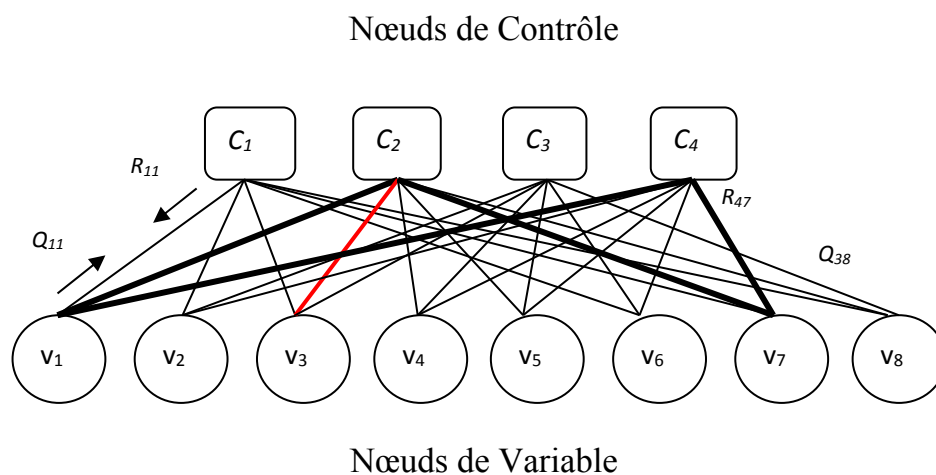 Nœuds de Contrôle
C1 C2 C3 C4
R11
R47
Q11
Q38
v1 v2 v3 v4 v5 v6 v7 v8
Nœuds de Variable